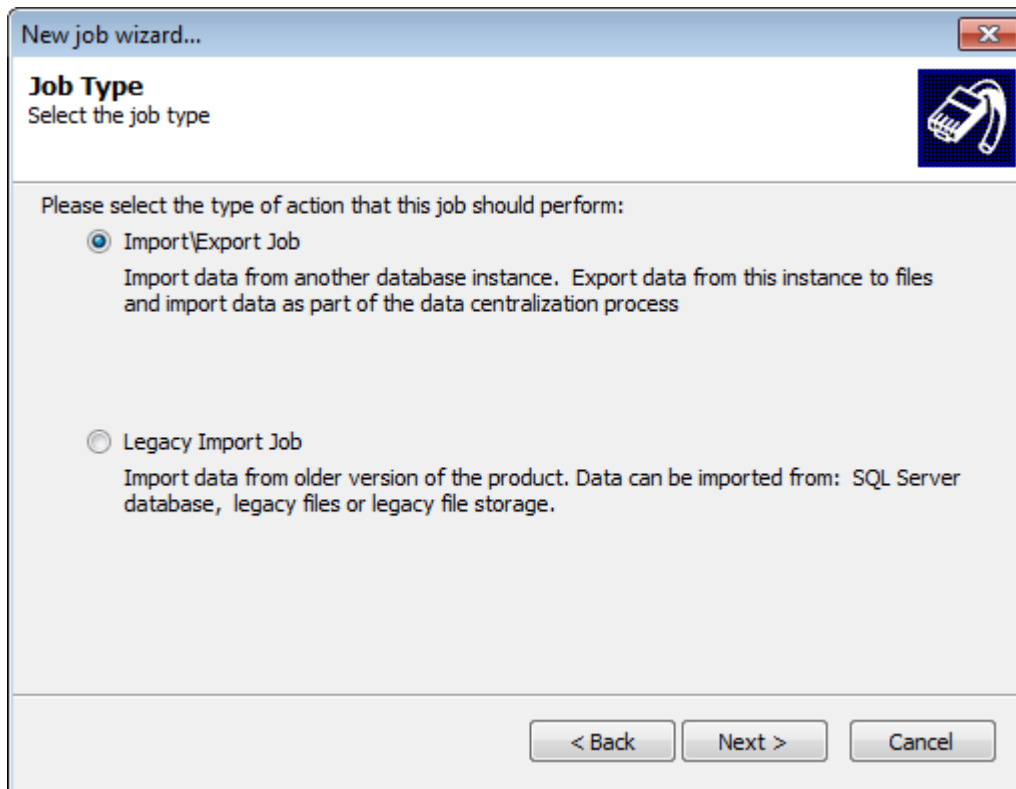 New job wizard...
Job Type
Select the job type
Please select the type of action that this job should perform:
Import\Export Job
Import data from another database instance.  Export data from this instance to files
and import data as part of the data centralization process
Legacy Import Job
Import data from older version of the product. Data can be imported from:  SQL Server
database,  legacy files or legacy file storage.
< Back
Next >
Cancel